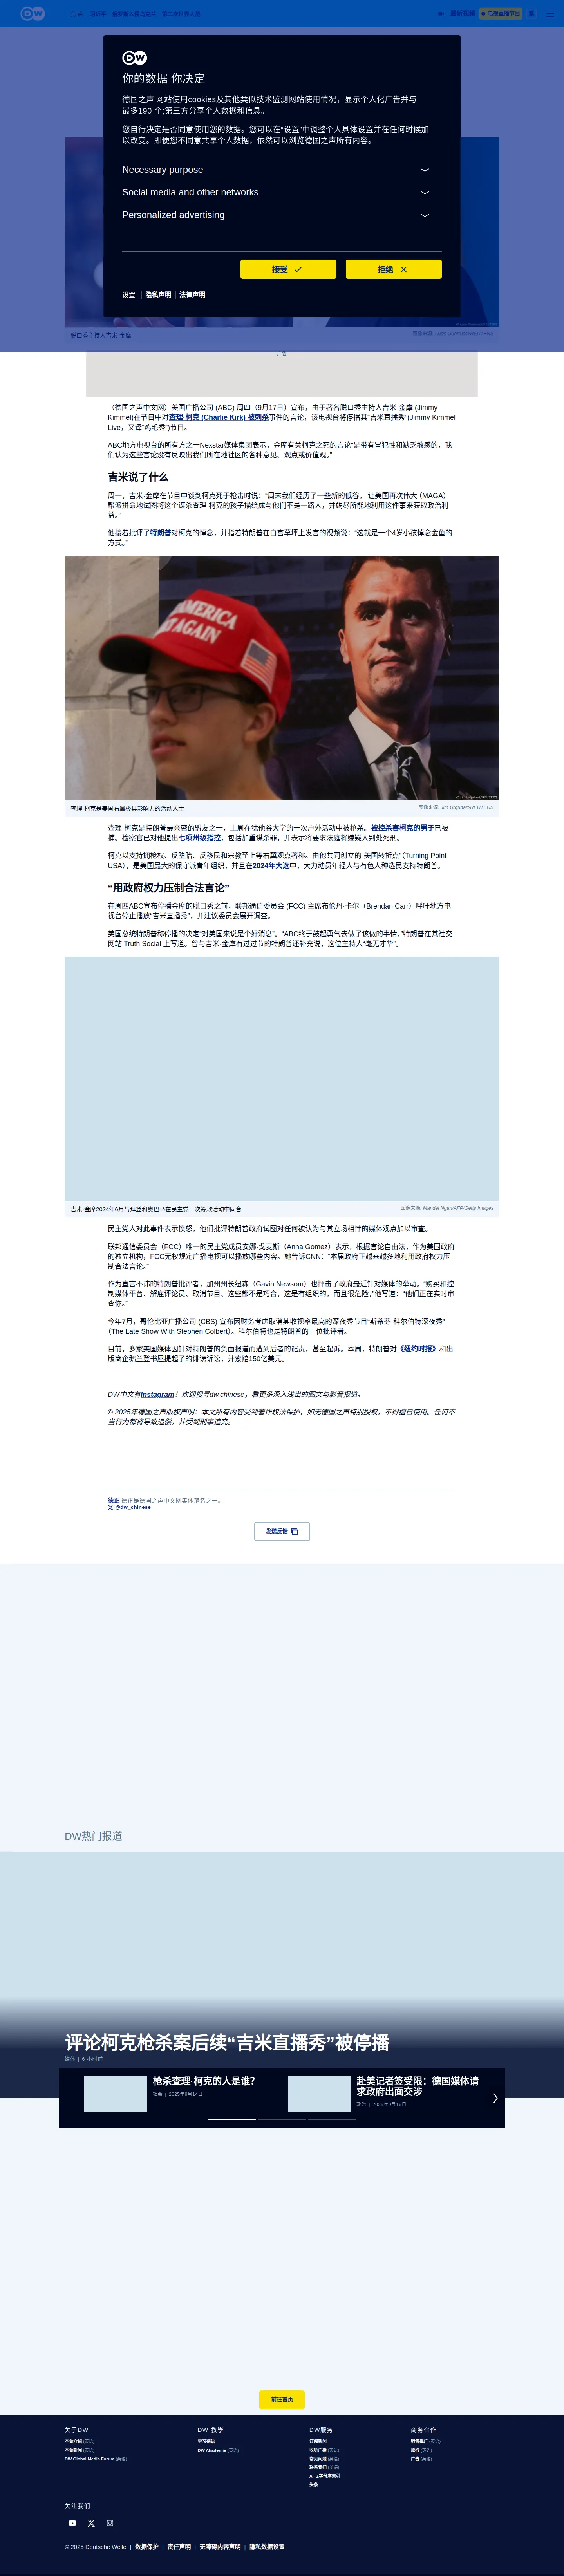 DW
最新视频
电视直播节目
DW
你的数据 你决定
德国之声’网站使用cookies及其他类似技术监测网站使用情况，显示个人化广告并与
最多190 个;第三方分享个人数据和信息。
您自行决定是否同意使用您的数据。您可以在“设置”中调整个人具体设置并在任何时候加
以改变。即便您不同意共享个人数据，依然可以浏览德国之声所有内容。
Necessary purpose
Social media and other networks
Personalized advertising
接受
拒绝
设置 | 隐私声明 | 法律声明
脱口秀主持人吉米·金摩
广告
（德国之声中文网）美国广播公司 (ABC) 周四（9月17日）宣布，由于著名脱口秀主持人吉米·金摩 (Jimmy
Kimmel)在节目中对查理·柯克 (Charlie Kirk) 被刺杀事件的言论，该电视台将停播其“吉米直播秀”(Jimmy Kimmel
Live，又译“鸡毛秀”)节目。
ABC地方电视台的所有方之一Nexstar媒体集团表示，金摩有关柯克之死的言论“是带有冒犯性和缺乏敏感的，我
们认为这些言论没有反映出我们所在地社区的各种意见、观点或价值观。”
吉米说了什么
周一，吉米·金摩在节目中谈到柯克死于枪击时说：“周末我们经历了一些新的低谷，‘让美国再次伟大’（MAGA）
帮派拼命地试图将这个谋杀查理·柯克的孩子描绘成与他们不是一路人，并竭尽所能地利用这件事来获取政治利
益。”
他接着批评了特朗普对柯克的悼念，并指着特朗普在白宫草坪上发言的视频说：“这就是一个4岁小孩悼念金鱼的
方式。”
AMERICA
AGAIN
© Jim Urquhart/REUTERS
查理·柯克是美国右翼极具影响力的活动人士
图像来源: Jim Urquhart/REUTERS
查理·柯克是特朗普最亲密的盟友之一，上周在犹他谷大学的一次户外活动中被枪杀。被控杀害柯克的男子已被
捕。检察官已对他提出七项州级指控，包括加重谋杀罪，并表示将要求法庭将嫌疑人判处死刑。
柯克以支持拥枪权、反堕胎、反移民和宗教至上等右翼观点著称。由他共同创立的“美国转折点”（Turning Point
USA），是美国最大的保守派青年组织，并且在2024年大选中，大力动员年轻人与有色人种选民支持特朗普。
“用政府权力压制合法言论”
在周四ABC宣布停播金摩的脱口秀之前，联邦通信委员会 (FCC) 主席布伦丹·卡尔（Brendan Carr）呼吁地方电
视台停止播放“吉米直播秀”，并建议委员会展开调查。
美国总统特朗普称停播的决定“对美国来说是个好消息”。“ABC终于鼓起勇气去做了该做的事情，”特朗普在其社交
网站 Truth Social 上写道。曾与吉米·金摩有过过节的特朗普还补充说，这位主持人“毫无才华”。
吉米·金摩2024年6月与拜登和奥巴马在民主党一次筹款活动中同台
图像来源: Mandel Ngan/AFP/Getty Images
民主党人对此事件表示愤怒，他们批评特朗普政府试图对任何被认为与其立场相悖的媒体观点加以审查。
联邦通信委员会（FCC）唯一的民主党成员安娜·戈麦斯（Anna Gomez）表示，根据言论自由法，作为美国政府
的独立机构，FCC无权规定广播电视可以播放哪些内容。她告诉CNN：“本届政府正越来越多地利用政府权力压
制合法言论。”
作为直言不讳的特朗普批评者，加州州长纽森（Gavin Newsom）也抨击了政府最近针对媒体的举动。“购买和控
制媒体平台、解雇评论员、取消节目、这些都不是巧合，这是有组织的，而且很危险，”他写道：“他们正在实时审
查你。”
今年7月，哥伦比亚广播公司 (CBS) 宣布因财务考虑取消其收视率最高的深夜秀节目“斯蒂芬·科尔伯特深夜秀”
（The Late Show With Stephen Colbert）。科尔伯特也是特朗普的一位批评者。
目前，多家美国媒体因针对特朗普的负面报道而遭到后者的谴责，甚至起诉。本周，特朗普对《纽约时报》和出
版商企鹅兰登书屋提起了的诽谤诉讼，并索赔150亿美元。
DW中文有Instagram！欢迎搜寻dw.chinese，看更多深入浅出的图文与影音报道。
© 2025年德国之声版权声明：本文所有内容受到著作权法保护，如无德国之声特别授权，不得擅自使用。任何不
当行为都将导致追偿，并受到刑事追究。
德正 德正是德国之声中文网集体笔名之一。
@dw_chinese
发送反馈
DW热门报道
评论柯克枪杀案后续“吉米直播秀”被停播
媒体 | 6 小时前
枪杀查理·柯克的人是谁？
社会 | 2025年9月14日
赴美记者签受限：德国媒体请
求政府出面交涉
政治 | 2025年9月16日
前往首页
关于DW
本台介绍 (英语)
本台新闻 (英语)
DW Global Media Forum (英语)
DW 教學
学习德语
DW Akademie (英语)
DW服务
订阅新闻
收听广播 (英语)
常见问题 (英语)
联系我们 (英语)
A - Z字母序索引
头条
商务合作
销售推广 (英语)
旅行 (英语)
广告 (英语)
关注我们
© 2025 Deutsche Welle | 数据保护 | 责任声明 | 无障碍内容声明 | 隐私数据设置